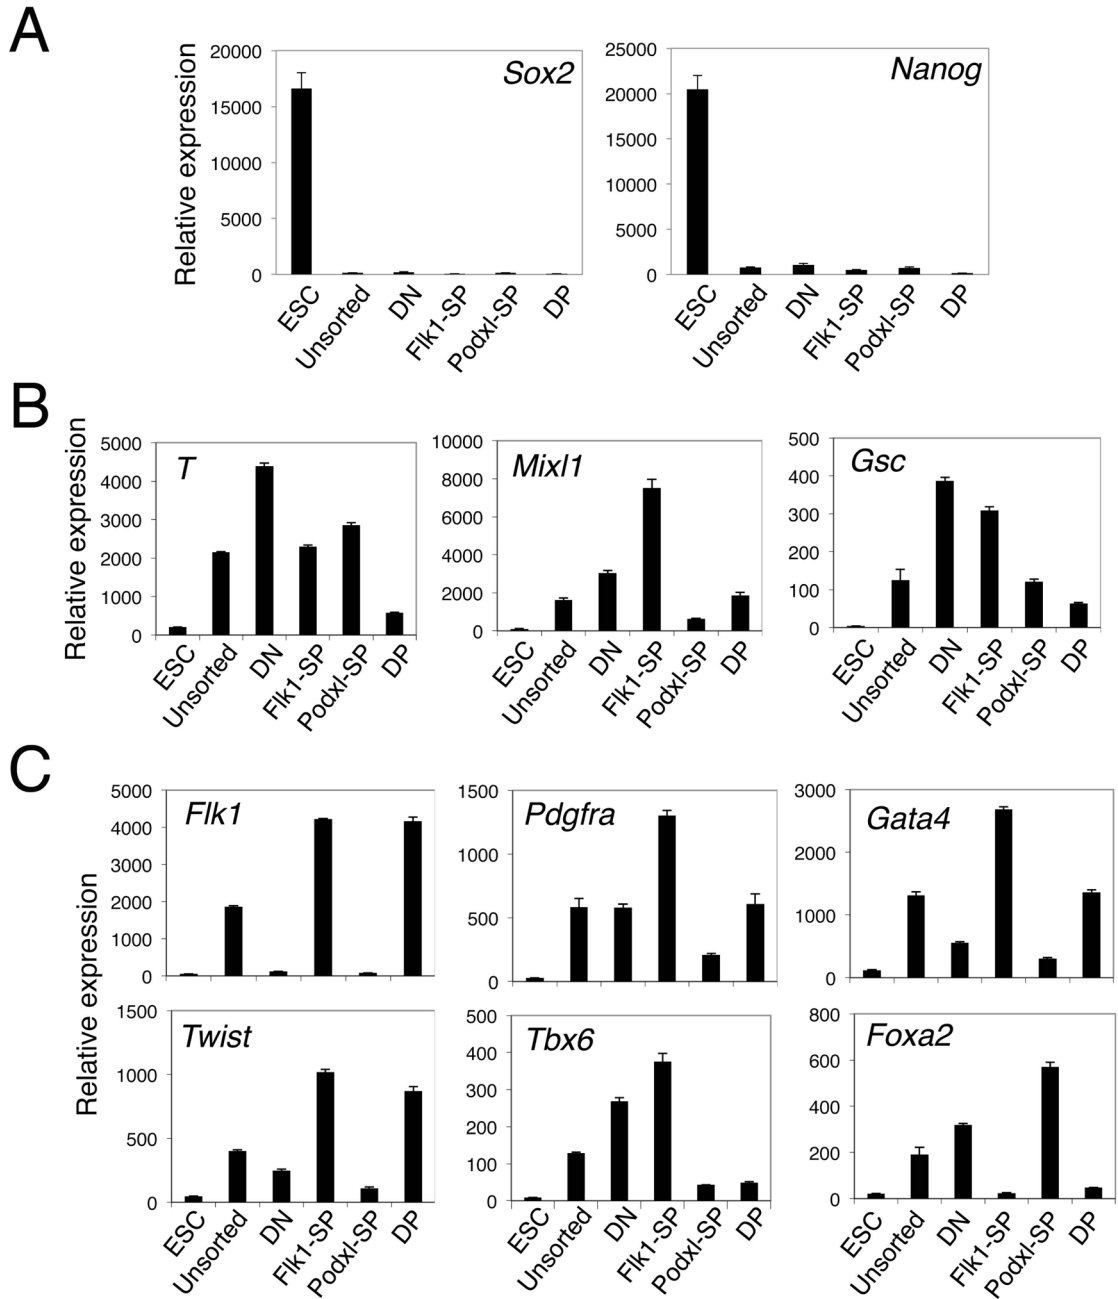 A
Relative expression
20000
15000
10000
5000
0
Sox2
ESC
Unsorted
DN
Flk1-SP
Podxl-SP
DP
25000
20000
15000
10000
5000
0
Nanog
ESC
Unsorted
DN
Flk1-SP
Podxl-SP
DP
B
Relative expression
5000
4000
3000
2000
1000
0
T
ESC
Unsorted
DN
Flk1-SP
Podxl-SP
DP
10000
8000
6000
4000
2000
0
Mixl1
ESC
Unsorted
DN
Flk1-SP
Podxl-SP
DP
500
400
300
200
100
0
Gsc
ESC
Unsorted
DN
Flk1-SP
Podxl-SP
DP
C
Relative expression
5000
4000
3000
2000
1000
0
Flk1
1500
1000
500
0
Pdgfra
3000
2000
1000
0
Gata4
1500
1000
500
0
Twist
ESC
Unsorted
DN
Flk1-SP
Podxl-SP
DP
500
400
300
200
100
0
Tbx6
ESC
Unsorted
DN
Flk1-SP
Podxl-SP
DP
800
600
400
200
0
Foxa2
ESC
Unsorted
DN
Flk1-SP
Podxl-SP
DP